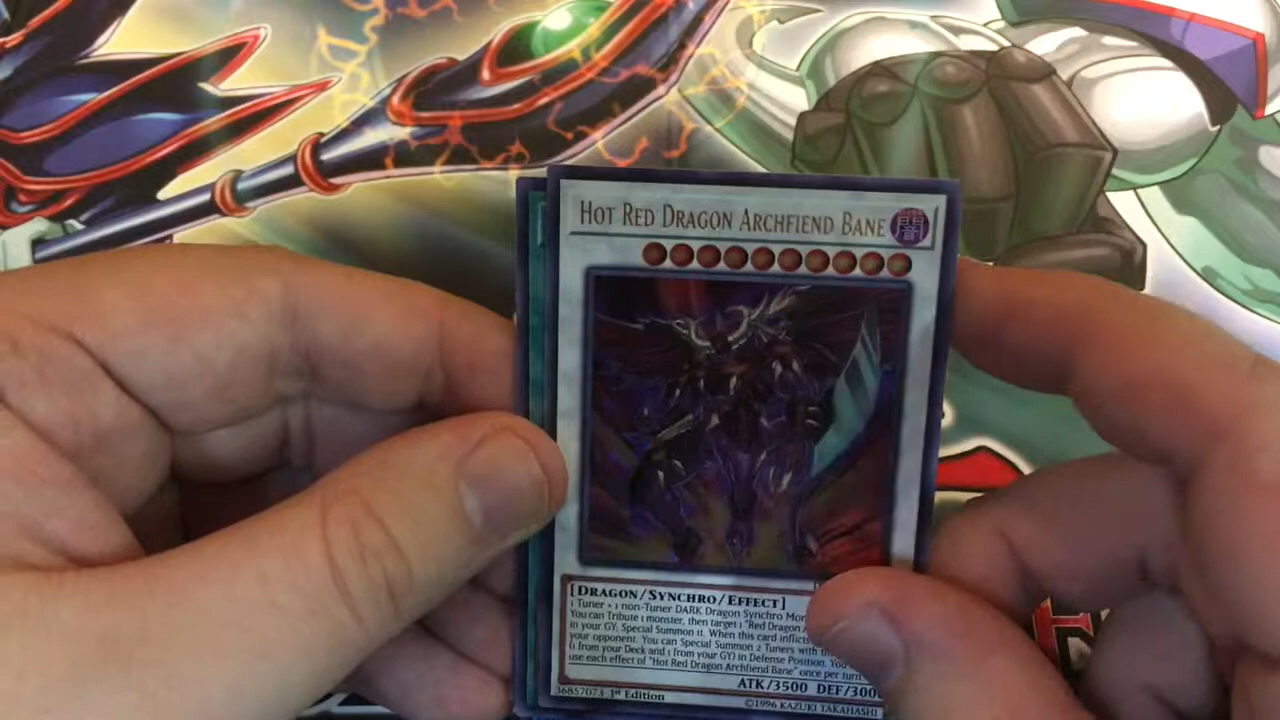 HOT RED DRAGON ARCHFIEND BANE 闇
[DRAGON/SYNCHRO/EFFECT]
1 Tuner + 1 non-Tuner DARK Dragon Synchro
You can Tribute 1 monster, then target 1 "Red Dragon
in your GY; Special Summon it. When this card inflicts
your opponent: You can Special Summon 2 Tuners with
(1 from your Deck and 1 from your GY) in Defense Position. You
use each effect of "Hot Red Dragon Archfiend Bane" once per turn
ATK/3500 DEF/300
36857073 1st Edition
©1996 KAZUKI TAKAHASHI